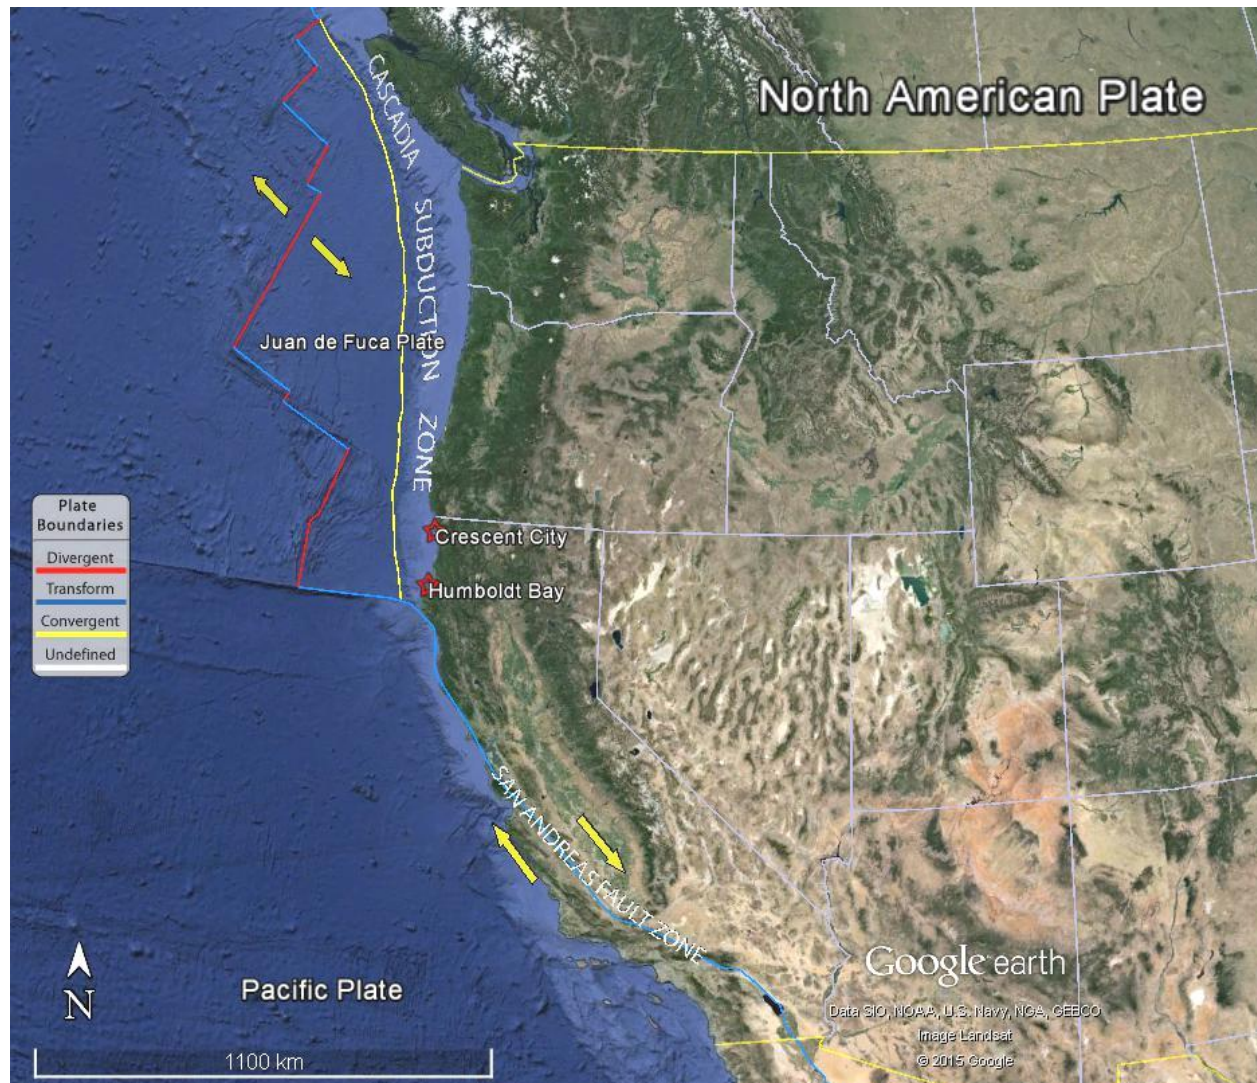 North American Plate
CASCADIA SUBDUCTION ZONE
Juan de Fuca Plate
Plate
Boundaries
Divergent
Transform
Convergent
Undefined
Crescent City
Humboldt Bay
SAN ANDREAS FAULT ZONE
Pacific Plate
N
1100 km
Google earth
Data SIO, NOAA, U.S. Navy, NGA, GEBCO
Image Landsat
© 2015 Google